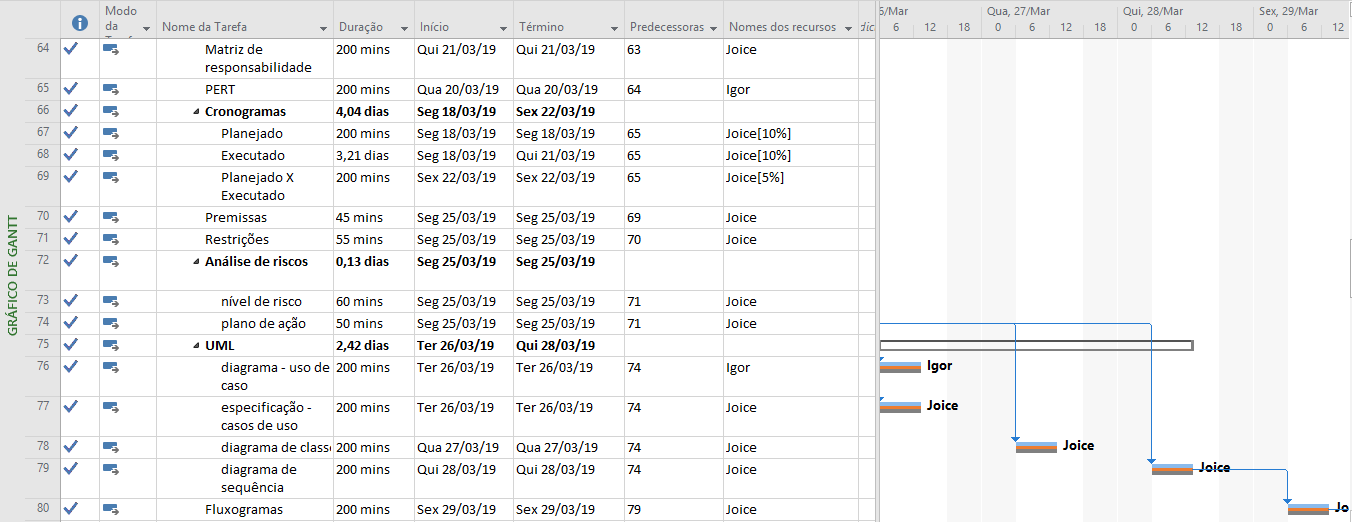 Modo da Tarefa Nome da Tarefa Duração Início Término Predecessoras Nomes dos recursos
6/Mar Qua, 27/Mar Qui, 28/Mar Sex, 29/Mar
6 12 18 0 6 12 18 0 6 12 18 0 6 12
GRÁFICO DE GANTT
64 Matriz de responsabilidade 200 mins Qui 21/03/19 Qui 21/03/19 63 Joice
65 PERT 200 mins Qua 20/03/19 Qua 20/03/19 64 Igor
66 Cronogramas 4,04 dias Seg 18/03/19 Sex 22/03/19
67 Planejado 200 mins Seg 18/03/19 Seg 18/03/19 65 Joice[10%]
68 Executado 3,21 dias Seg 18/03/19 Qui 21/03/19 65 Joice[10%]
69 Planejado X Executado 200 mins Sex 22/03/19 Sex 22/03/19 65 Joice[5%]
70 Premissas 45 mins Seg 25/03/19 Seg 25/03/19 69 Joice
71 Restrições 55 mins Seg 25/03/19 Seg 25/03/19 70 Joice
72 Análise de riscos 0,13 dias Seg 25/03/19 Seg 25/03/19
73 nível de risco 60 mins Seg 25/03/19 Seg 25/03/19 71 Joice
74 plano de ação 50 mins Seg 25/03/19 Seg 25/03/19 71 Joice
75 UML 2,42 dias Ter 26/03/19 Qui 28/03/19
76 diagrama - uso de caso 200 mins Ter 26/03/19 Ter 26/03/19 74 Igor Igor
77 especificação - casos de uso 200 mins Ter 26/03/19 Ter 26/03/19 74 Joice Joice
78 diagrama de classe 200 mins Qua 27/03/19 Qua 27/03/19 74 Joice Joice
79 diagrama de sequência 200 mins Qui 28/03/19 Qui 28/03/19 74 Joice Joice
80 Fluxogramas 200 mins Sex 29/03/19 Sex 29/03/19 79 Joice Jo